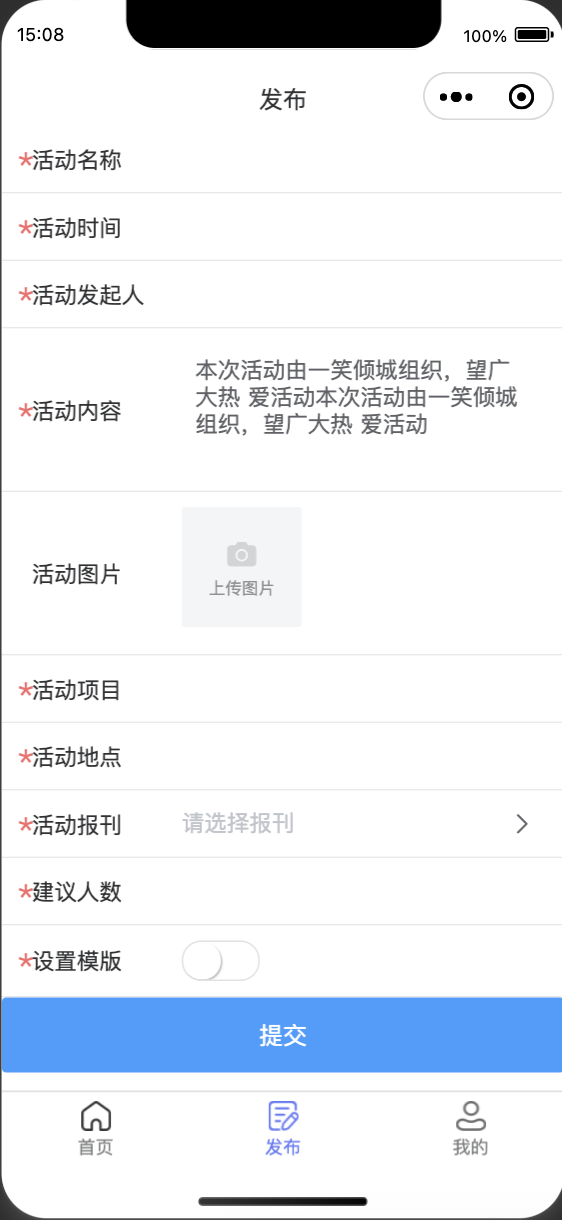 15:08
100%
发布
*活动名称
*活动时间
*活动发起人
*活动内容
本次活动由一笑倾城组织，望广
大热 爱活动本次活动由一笑倾城
组织，望广大热 爱活动
活动图片
上传图片
*活动项目
*活动地点
*活动报刊
请选择报刊
*建议人数
*设置模版
提交
首页
发布
我的